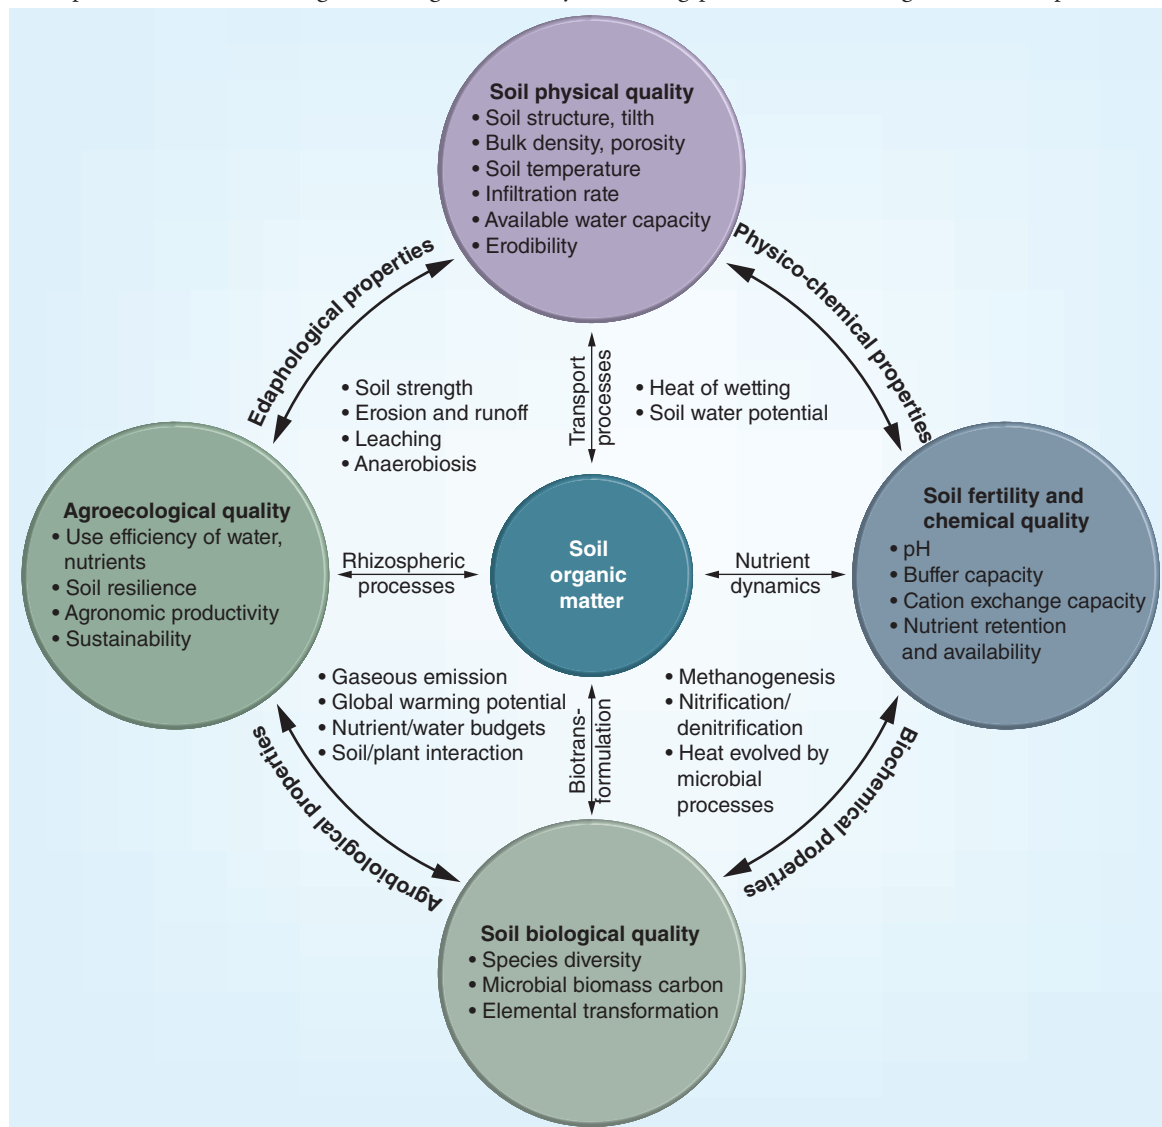 Soil physical quality
• Soil structure, tilth
• Bulk density, porosity
• Soil temperature
• Infiltration rate
• Available water capacity
• Erodibility
Edaphological properties
Physico-chemical properties
• Soil strength
• Erosion and runoff
• Leaching
• Anaerobiosis
Transport
processes
• Heat of wetting
• Soil water potential
Agroecological quality
• Use efficiency of water,
nutrients
• Soil resilience
• Agronomic productivity
• Sustainability
Rhizospheric
processes
Soil
organic
matter
Nutrient
dynamics
Soil fertility and
chemical quality
• pH
• Buffer capacity
• Cation exchange capacity
• Nutrient retention
and availability
• Gaseous emission
• Global warming potential
• Nutrient/water budgets
• Soil/plant interaction
Biotrans-
formulation
• Methanogenesis
• Nitrification/
denitrification
• Heat evolved by
microbial
processes
Agrobiological properties
Biochemical properties
Soil biological quality
• Species diversity
• Microbial biomass carbon
• Elemental transformation